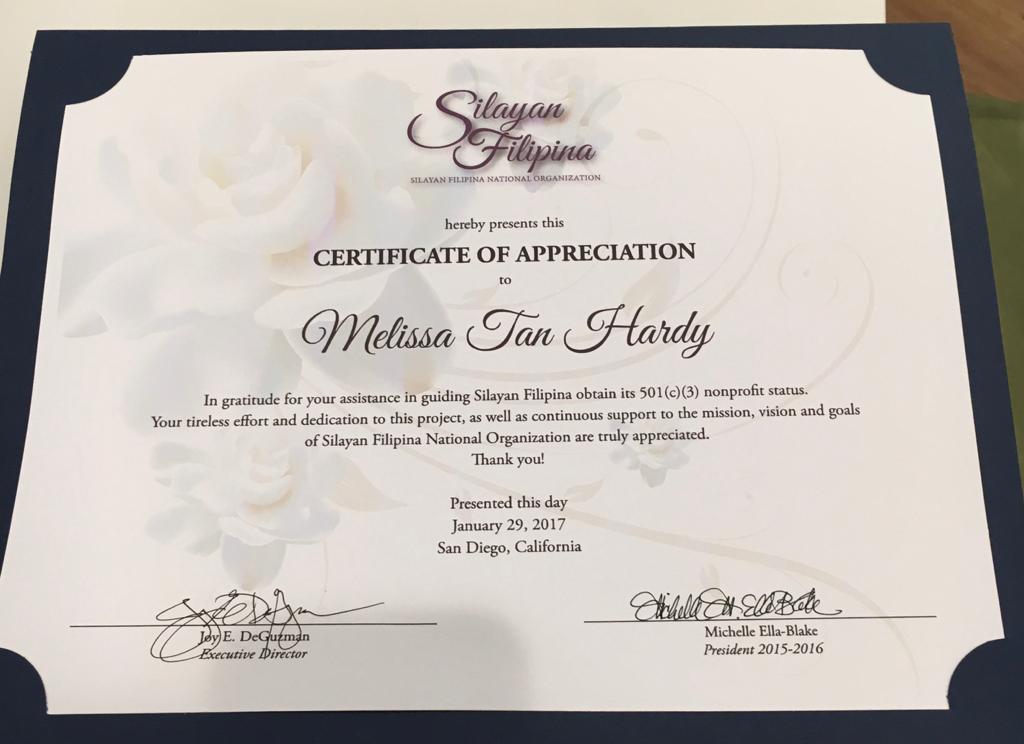 Silayan
Filipina
SILAYAN FILIPINA NATIONAL ORGANIZATION
hereby presents this
CERTIFICATE OF APPRECIATION
to
Melissa Tan Hardy
In gratitude for your assistance in guiding Silayan Filipina obtain its 501(c)(3) nonprofit status.
Your tireless effort and dedication to this project, as well as continuous support to the mission, vision and goals
of Silayan Filipina National Organization are truly appreciated.
Thank you!
Presented this day
January 29, 2017
San Diego, California
Joy E. DeGuzman
Executive Director
Michelle Ella-Blake
President 2015-2016